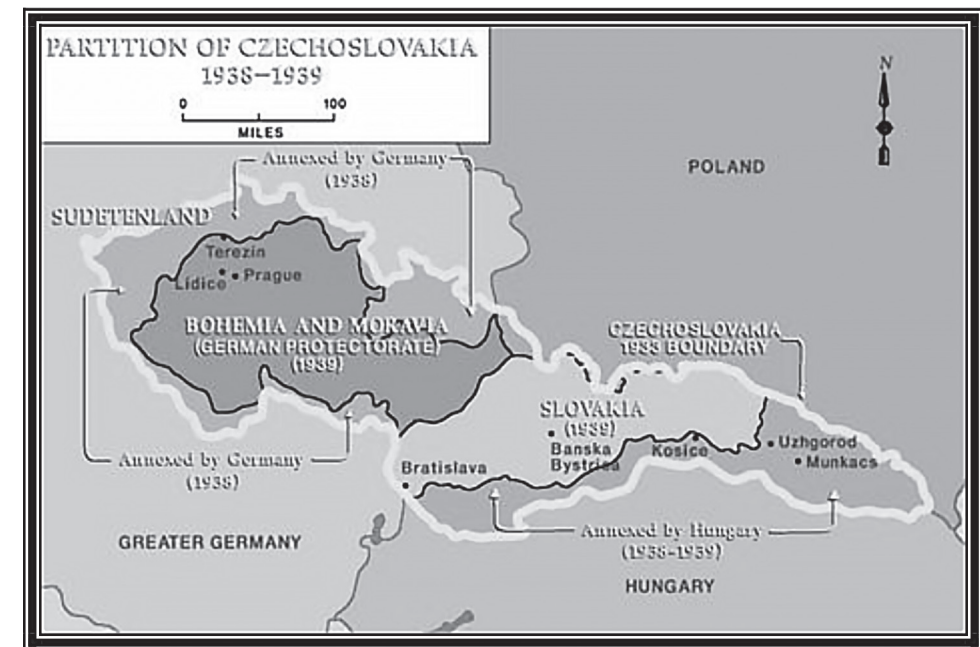 PARTITION OF CZECHOSLOVAKIA
1938–1939
0 100
MILES
N
Annexed by Germany
(1938)
POLAND
SUDETENLAND
Terezin
Lidice
Prague
BOHEMIA AND MORAVIA
(GERMAN PROTECTORATE)
(1939)
CZECHOSLOVAKIA
1933 BOUNDARY
SLOVAKIA
(1939)
Banska
Bystrica
Kosice
Uzhgorod
Munkacs
Annexed by Germany
(1938)
Bratislava
Annexed by Hungary
(1938-1939)
GREATER GERMANY
HUNGARY